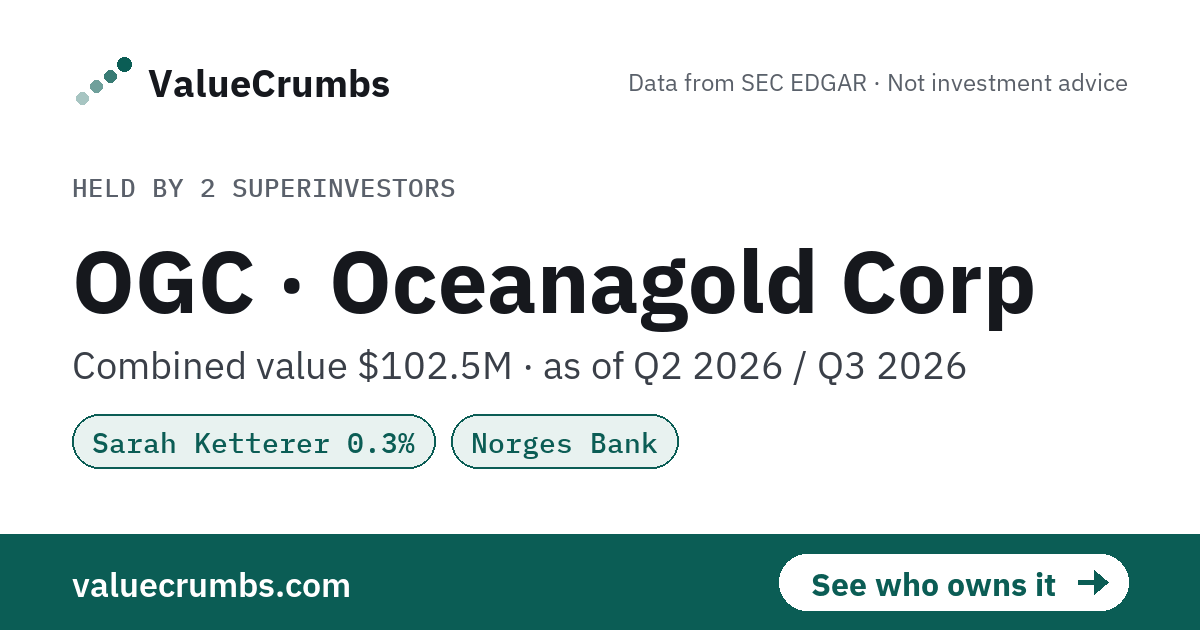 ValueCrumbs
Data from SEC EDGAR · Not investment advice
HELD BY 2 SUPERINVESTORS
OGC · Oceanagold Corp
Combined value $102.5M · as of Q2 2026 / Q3 2026
Sarah Ketterer 0.3%
Norges Bank
valuecrumbs.com
See who owns it →